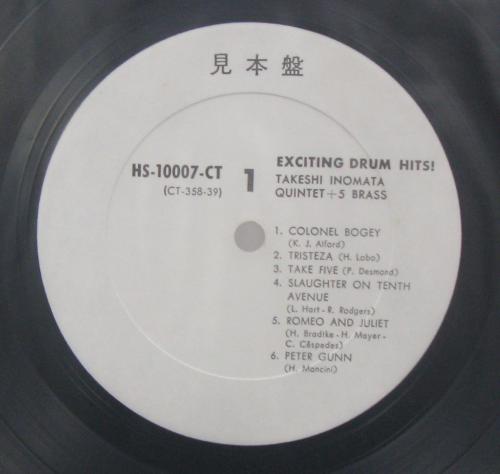 見本盤
HS-10007-CT
(CT-358-39)
1
EXCITING DRUM HITS!
TAKESHI INOMATA
QUINTET+5 BRASS
1. COLONEL BOGEY
(K. J. Alford)
2. TRISTEZA (H. Lobo)
3. TAKE FIVE (P. Desmond)
4. SLAUGHTER ON TENTH
AVENUE
(L. Hart-R. Rodgers)
5. ROMEO AND JULIET
(H. Bradtke-H. Mayer-
C. Cêspedes)
6. PETER GUNN
(H. Mancini)